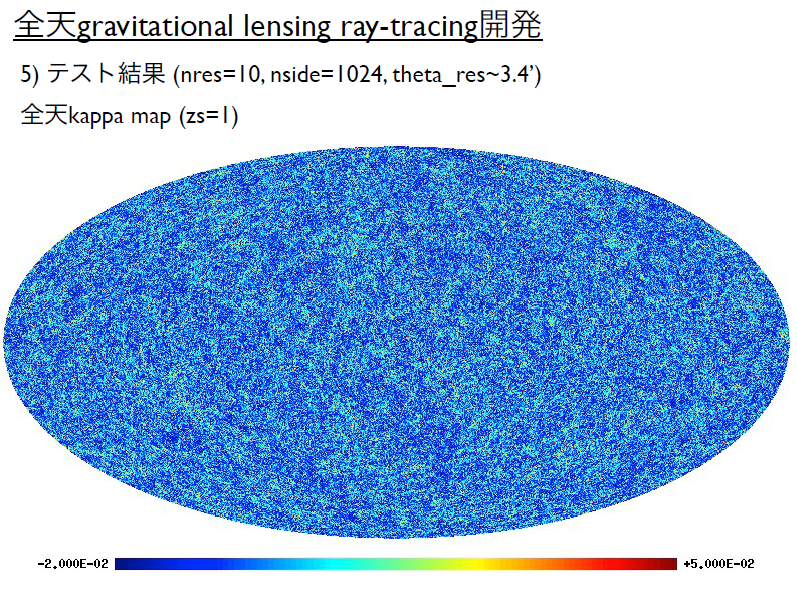 全天gravitational lensing ray-tracing開発
5) テスト結果 (nres=10, nside=1024, theta_res~3.4’)
全天kappa map (zs=1)
-2.000E-02 +5.000E-02